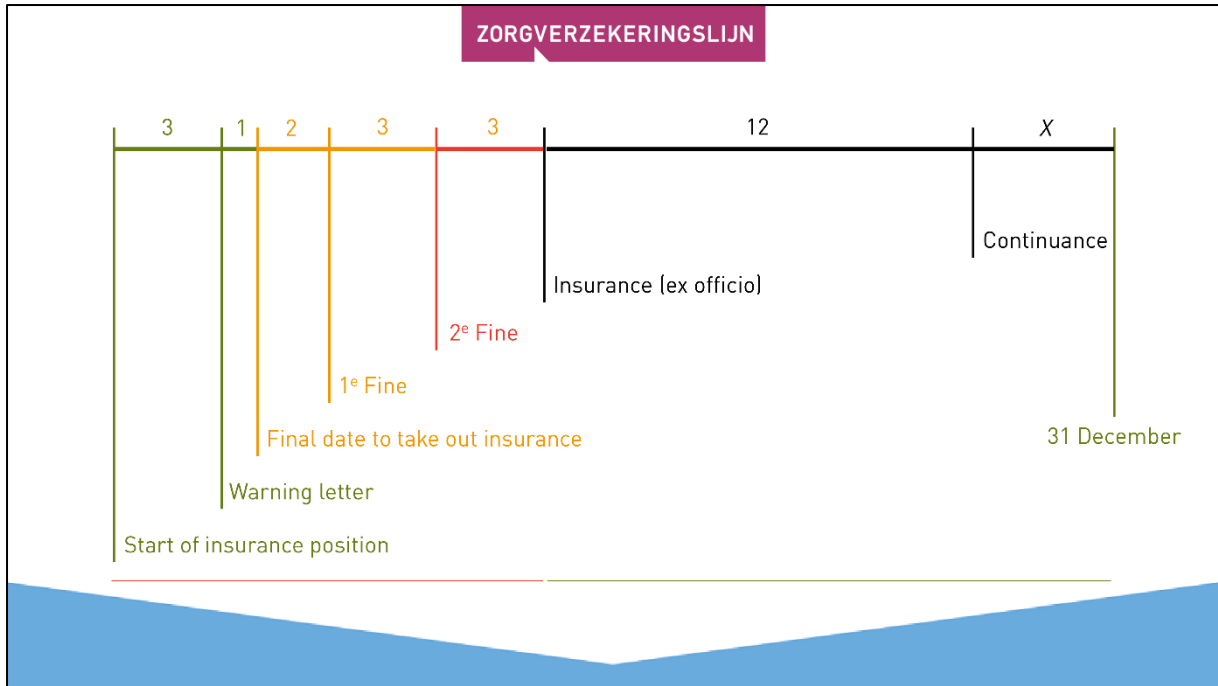 ZORGVERZEKERINGSLIJN
3 1 2 3 3 12 X
Continuance
Insurance (ex officio)
2e Fine
1e Fine
Final date to take out insurance
31 December
Warning letter
Start of insurance position